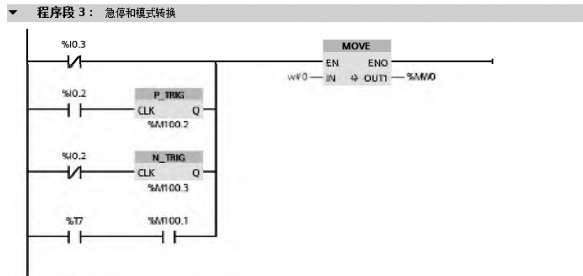 程序段 3： 急停和模式转换
%I0.3
MOVE
EN ENO
w#0 IN OUT1 %MW0
%I0.2
P_TRIG
CLK Q
%M100.2
%I0.2
N_TRIG
CLK Q
%M100.3
%T7 %M100.1